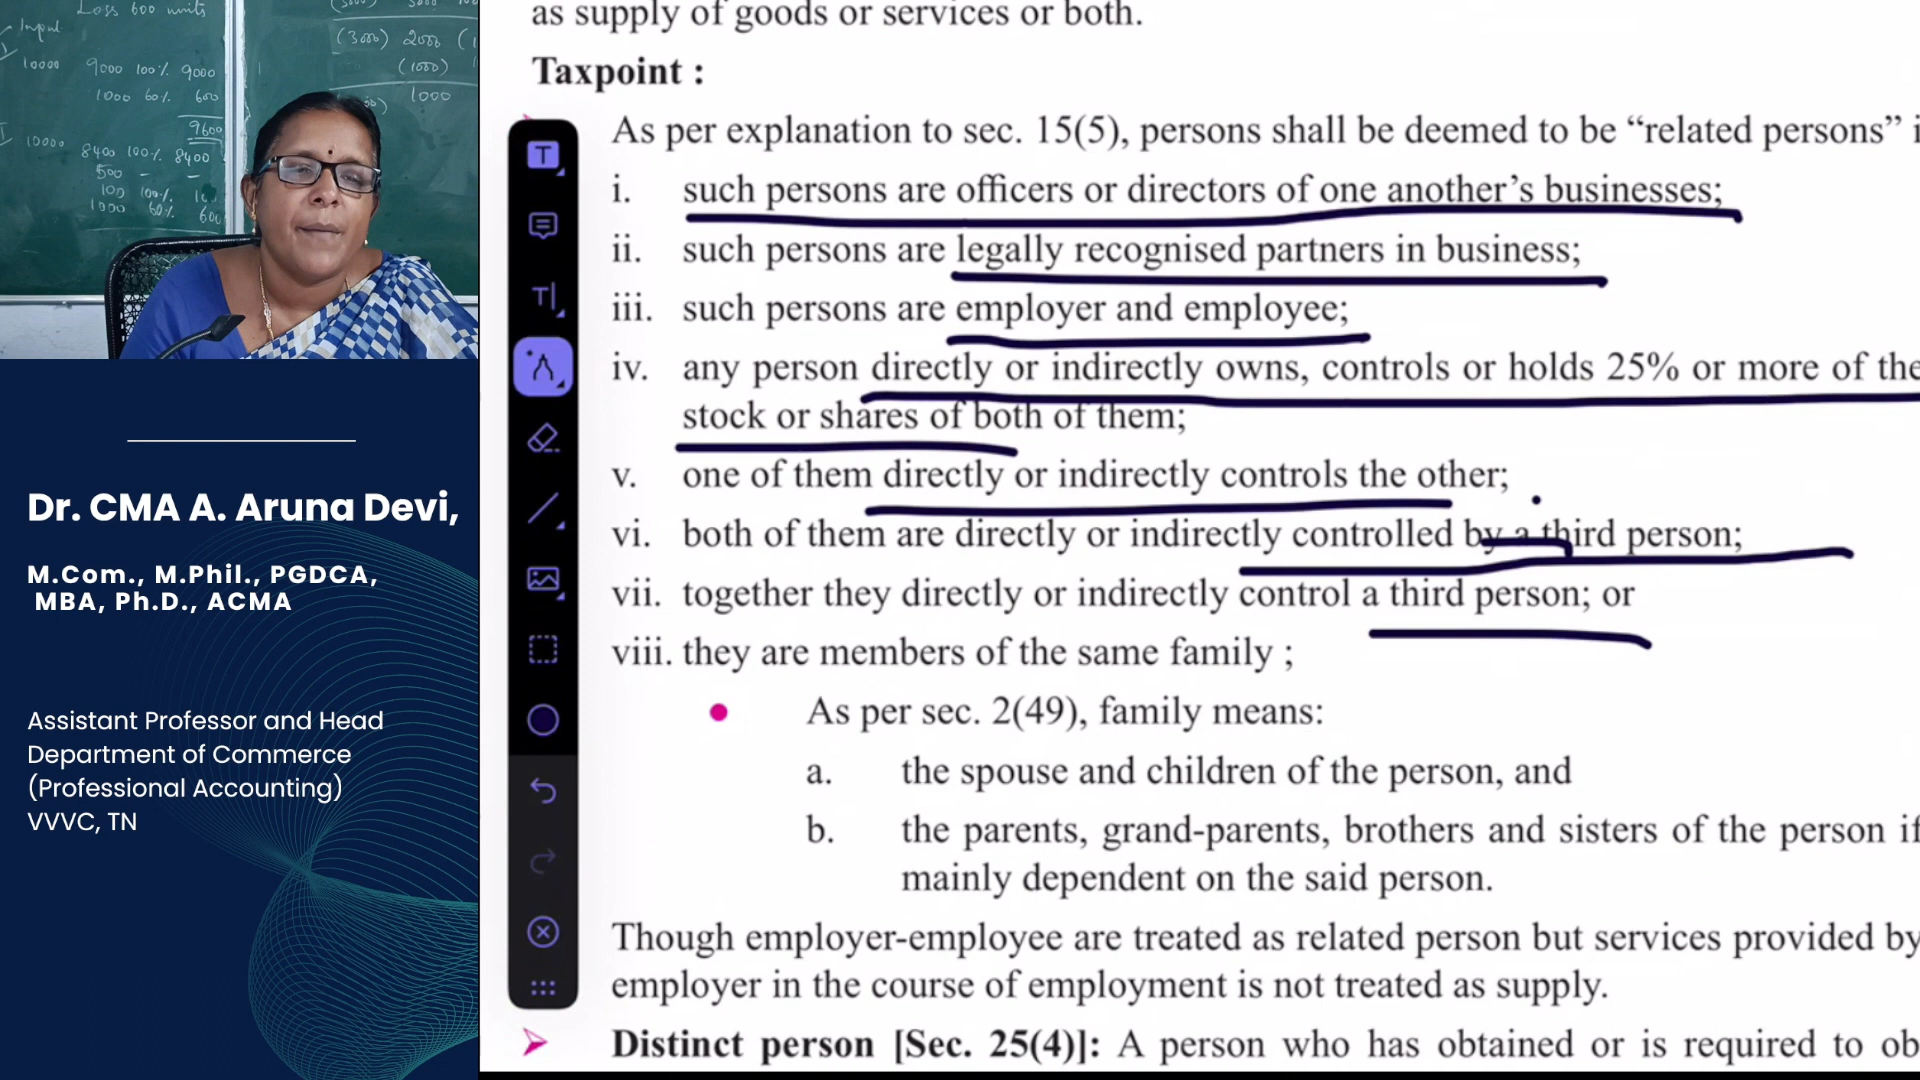 Loss 600 units
Input
10000 9000 100% 9000
1000 60% 600
9600
10000 8400 100% 8400
500 - -
100 100%
1000 60% 600
(3000) 2000
(1000)
1000
Dr. CMA A. Aruna Devi,
M.Com., M.Phil., PGDCA,
MBA, Ph.D., ACMA
Assistant Professor and Head
Department of Commerce
(Professional Accounting)
VVVC, TN
as supply of goods or services or both.
Taxpoint :
As per explanation to sec. 15(5), persons shall be deemed to be “related persons” i
i. such persons are officers or directors of one another’s businesses;
ii. such persons are legally recognised partners in business;
iii. such persons are employer and employee;
iv. any person directly or indirectly owns, controls or holds 25% or more of the
stock or shares of both of them;
v. one of them directly or indirectly controls the other;
vi. both of them are directly or indirectly controlled by a third person;
vii. together they directly or indirectly control a third person; or
viii. they are members of the same family ;
As per sec. 2(49), family means:
a. the spouse and children of the person, and
b. the parents, grand-parents, brothers and sisters of the person if
mainly dependent on the said person.
Though employer-employee are treated as related person but services provided by
employer in the course of employment is not treated as supply.
Distinct person [Sec. 25(4)]: A person who has obtained or is required to ob